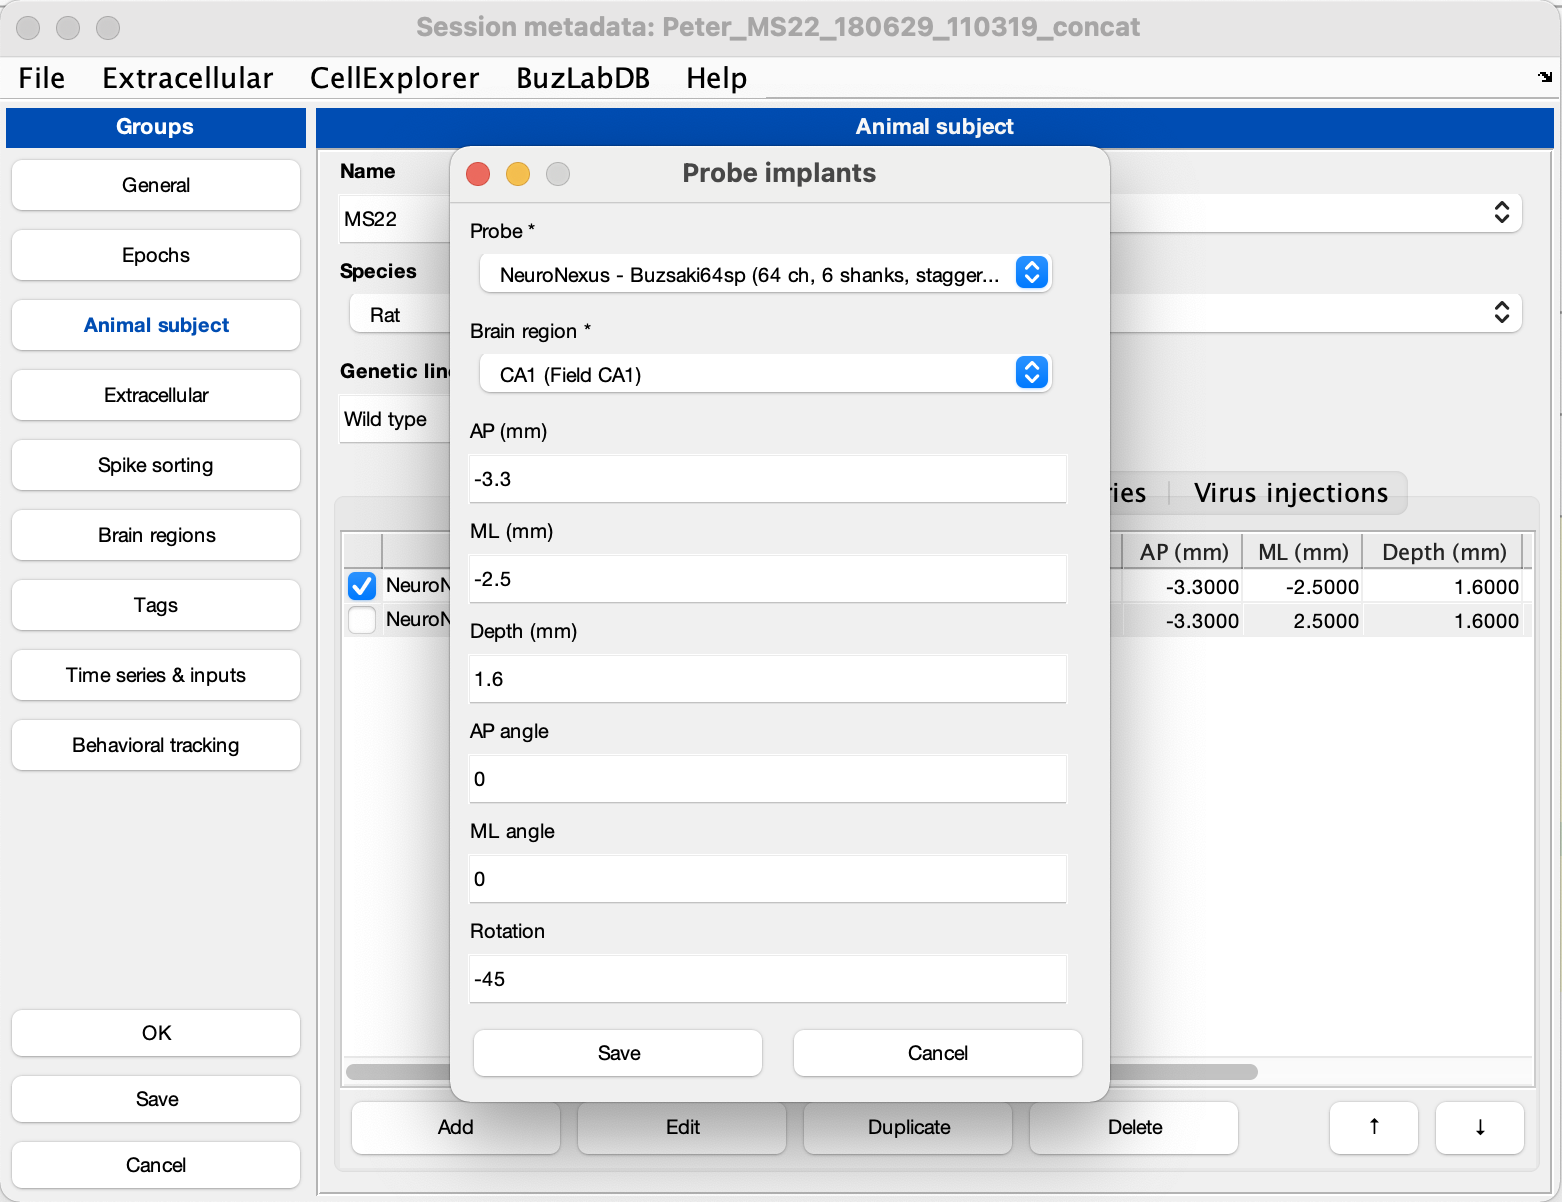 Session metadata: Peter_MS22_180629_110319_concat
File Extracellular CellExplorer BuzLabDB Help
Groups
Animal subject
General
Epochs
Animal subject
Extracellular
Spike sorting
Brain regions
Tags
Time series & inputs
Behavioral tracking
OK
Save
Cancel
Name
MS22
Species
Rat
Genetic line
Wild type
Probe implants
Probe *
NeuroNexus - Buzsaki64sp (64 ch, 6 shanks, stagger...
Brain region *
CA1 (Field CA1)
AP (mm)
-3.3
ML (mm)
-2.5
Depth (mm)
1.6
AP angle
0
ML angle
0
Rotation
-45
Save Cancel
Virus injections
AP (mm) ML (mm) Depth (mm)
-3.3000 -2.5000 1.6000
-3.3000 2.5000 1.6000
Add Edit Duplicate Delete ↑ ↓